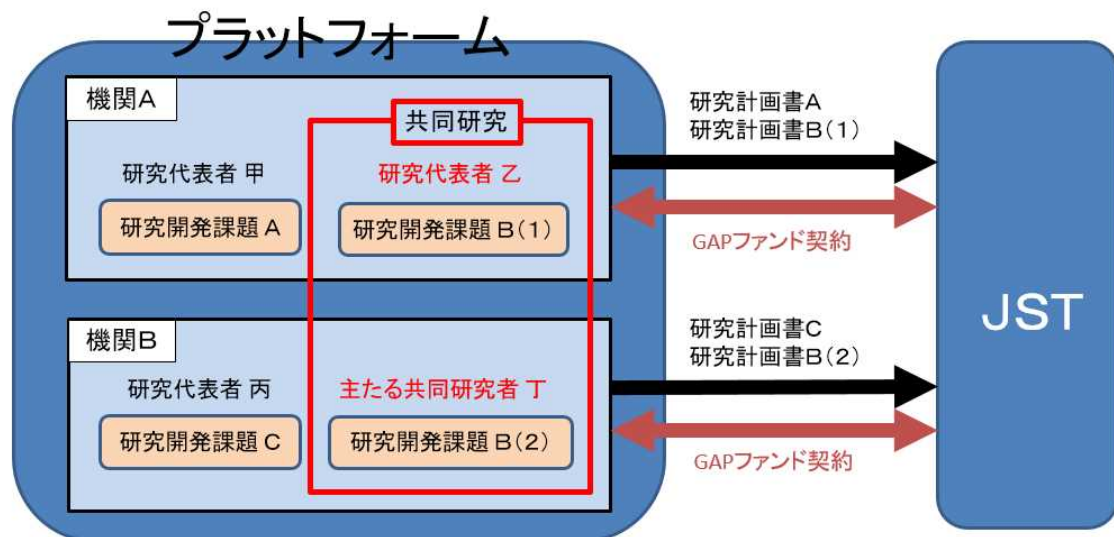 プラットフォーム
機関A
共同研究
研究代表者 甲
研究代表者 乙
研究開発課題 A
研究開発課題 B(1)
研究計画書A
研究計画書B(1)
GAPファンド契約
機関B
研究代表者 丙
主たる共同研究者 丁
研究開発課題 C
研究開発課題 B(2)
研究計画書C
研究計画書B(2)
GAPファンド契約
JST